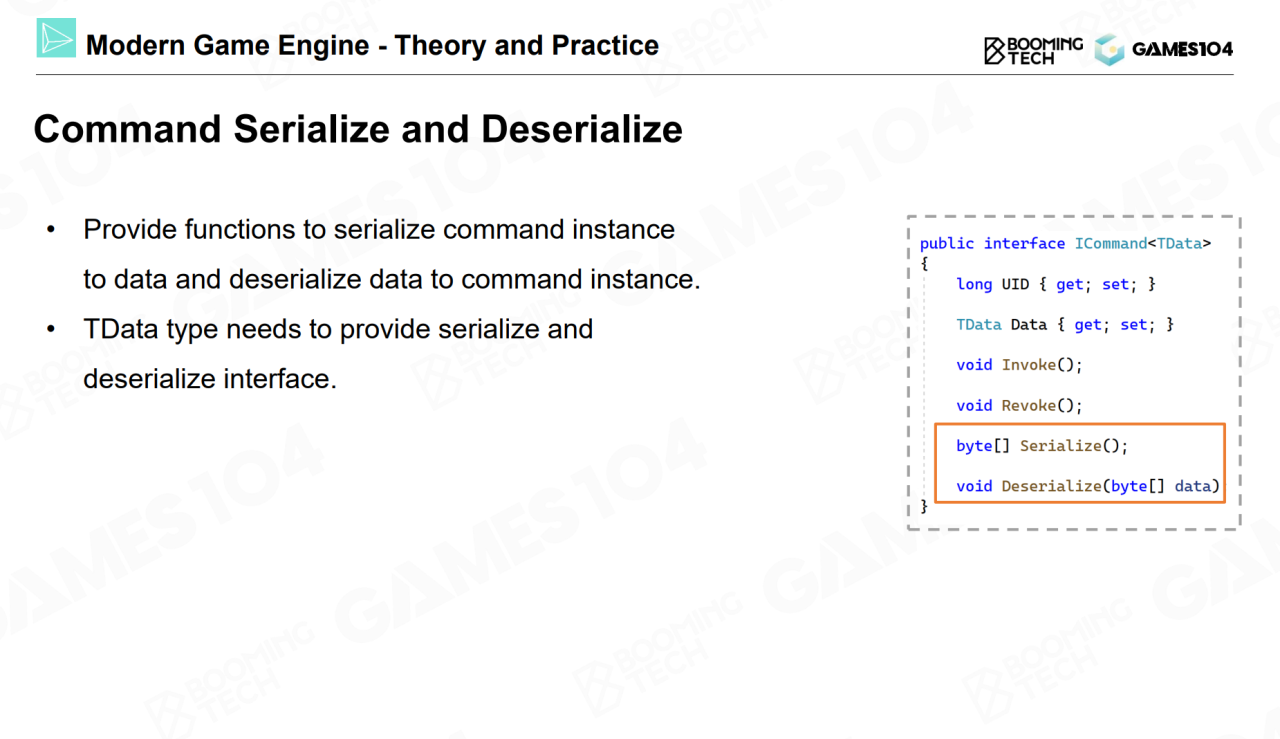 Modern Game Engine - Theory and Practice
BOOMING
TECH
GAMES104
Command Serialize and Deserialize
• Provide functions to serialize command instance
to data and deserialize data to command instance.
• TData type needs to provide serialize and
deserialize interface.
public interface ICommand<TData>
{
long UID { get; set; }
TData Data { get; set; }
void Invoke();
void Revoke();
byte[] Serialize();
void Deserialize(byte[] data)
}